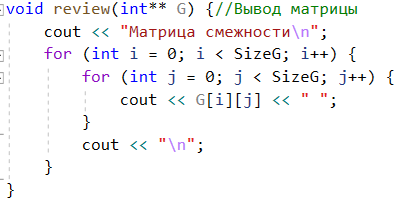 void review(int** G) {//Вывод матрицы
cout << "Матрица смежности\n";
for (int i = 0; i < SizeG; i++) {
for (int j = 0; j < SizeG; j++) {
cout << G[i][j] << " ";
}
cout << "\n";
}
}